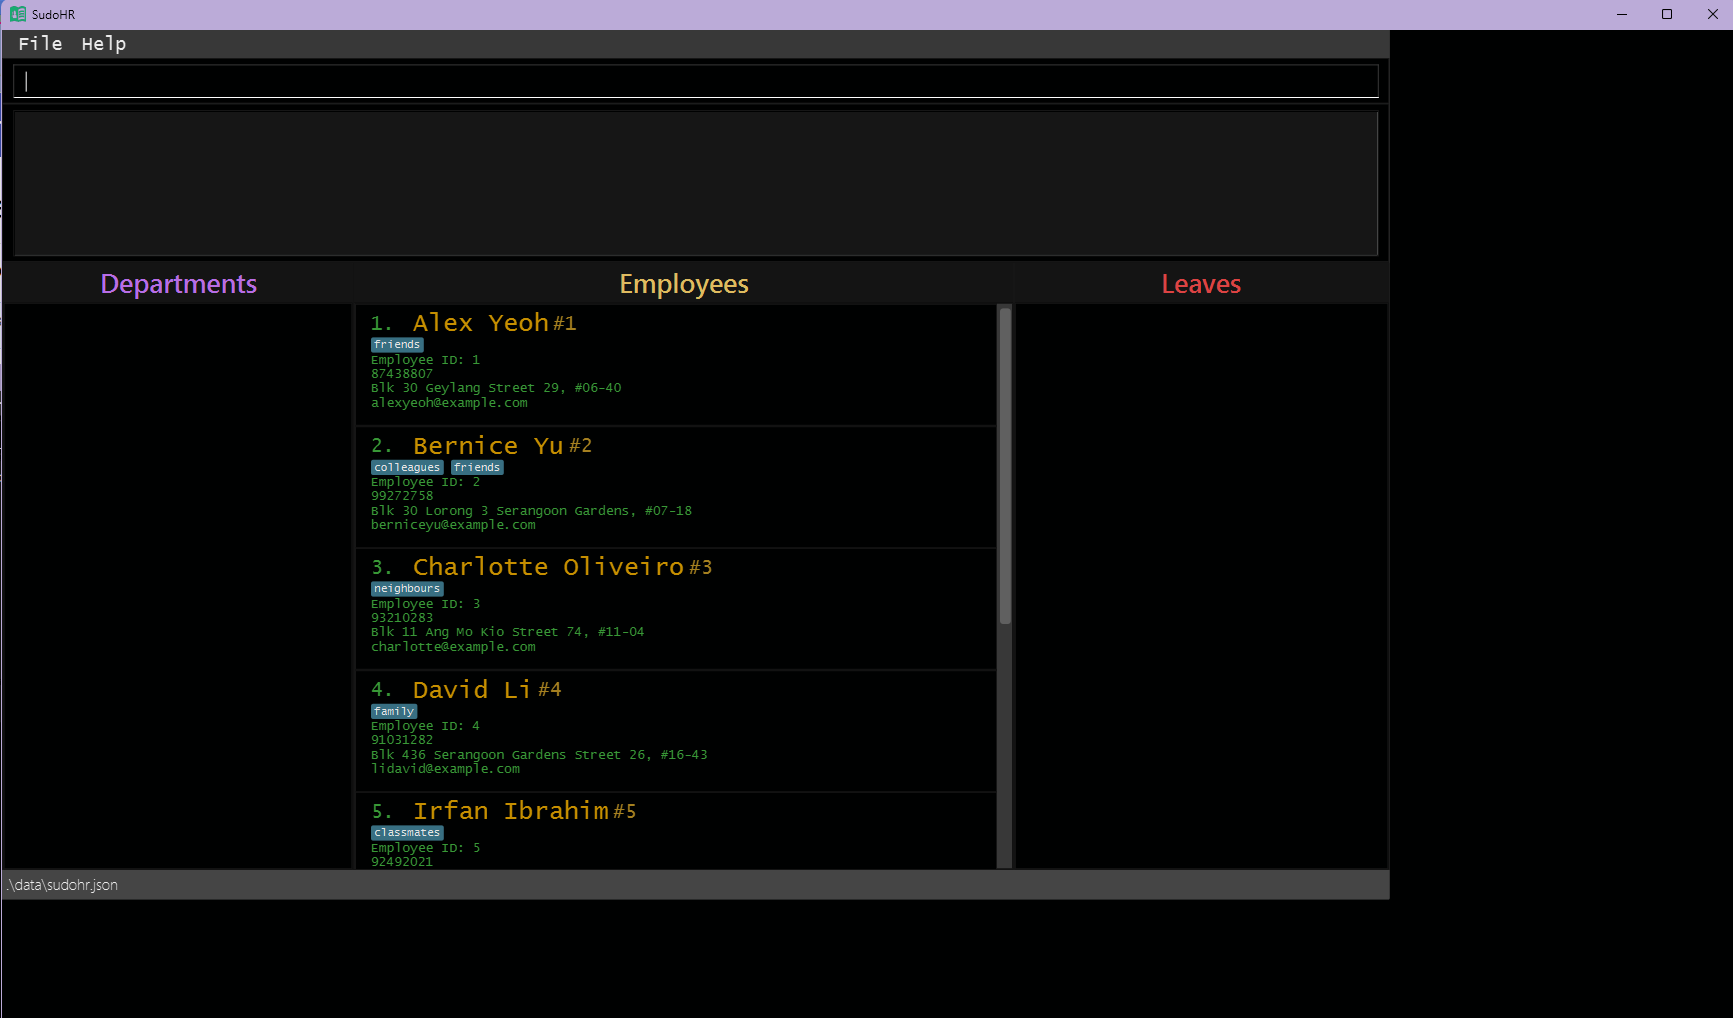 SudoHR
File Help
Departments Employees Leaves
1. Alex Yeoh #1
friends
Employee ID: 1
87438807
Blk 30 Geylang Street 29, #06-40
alexyeoh@example.com
2. Bernice Yu #2
colleagues friends
Employee ID: 2
99272758
Blk 30 Lorong 3 Serangoon Gardens, #07-18
berniceyu@example.com
3. Charlotte Oliveiro #3
neighbours
Employee ID: 3
93210283
Blk 11 Ang Mo Kio Street 74, #11-04
charlotte@example.com
4. David Li #4
family
Employee ID: 4
91031282
Blk 436 Serangoon Gardens Street 26, #16-43
lidavid@example.com
5. Irfan Ibrahim #5
classmates
Employee ID: 5
92492021
.\data\sudohr.json